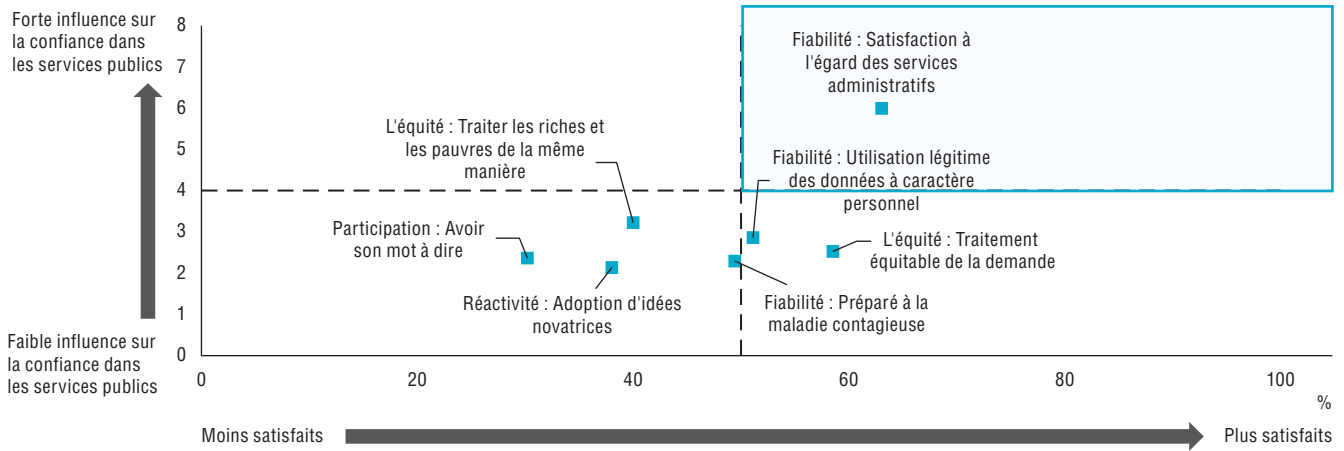 Forte influence sur
la confiance dans
les services publics
8
7
6
5
4
3
2
1
0
Faible influence sur
la confiance dans
les services publics
Fiabilité : Satisfaction à
l'égard des services
administratifs
L'équité : Traiter les riches et
les pauvres de la même
manière
Fiabilité : Utilisation légitime
des données à caractère
personnel
Participation : Avoir
son mot à dire
L'équité : Traitement
équitable de la demande
Réactivité : Adoption d'idées
novatrices
Fiabilité : Préparé à la
maladie contagieuse
0 20 40 60 80 100
%
Moins satisfaits Plus satisfaits